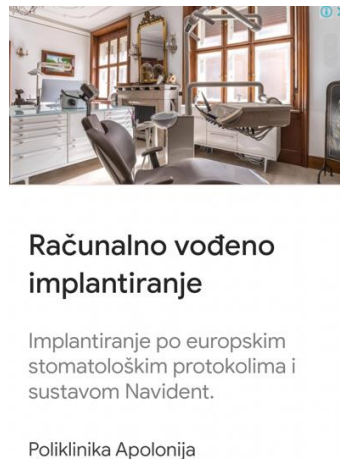 Računalno vođeno
implantiranje
Implantiranje po europskim
stomatološkim protokolima i
sustavom Navident.
Poliklinika Apolonija